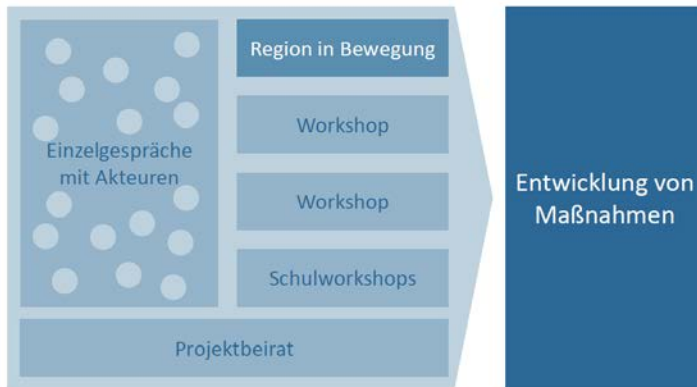 Einzelgespräche
mit Akteuren
Region in Bewegung
Workshop
Workshop
Schulworkshops
Projektbeirat
Entwicklung von
Maßnahmen